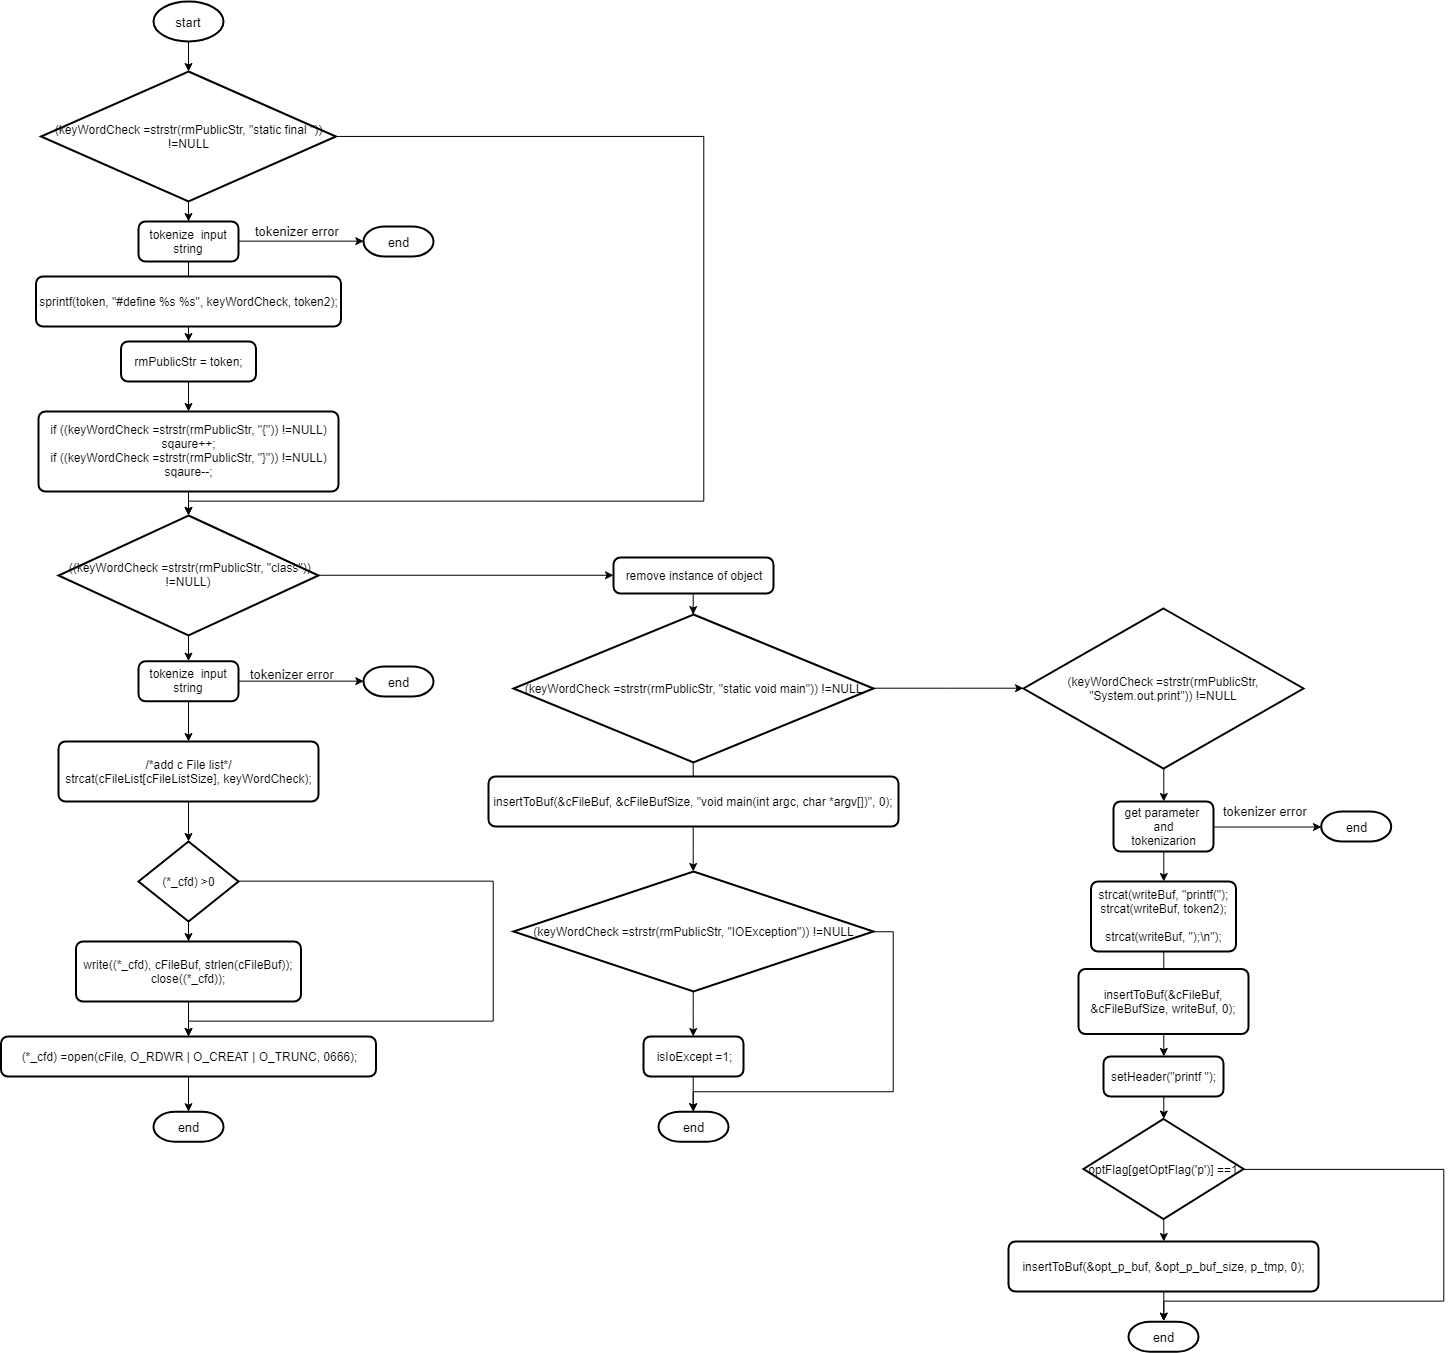 start
(keyWordCheck =strstr(rmPublicStr, "static final "))
!=NULL
tokenize  input
string
tokenizer error
end
sprintf(token, "#define %s %s", keyWordCheck, token2);
rmPublicStr = token;
if ((keyWordCheck =strstr(rmPublicStr, "{")) !=NULL)
sqaure++;
if ((keyWordCheck =strstr(rmPublicStr, "}")) !=NULL)
sqaure--;
((keyWordCheck =strstr(rmPublicStr, "class"))
!=NULL)
tokenize  input
string
tokenizer error
end
/*add c File list*/
strcat(cFileList[cFileListSize], keyWordCheck);
(*_cfd) >0
write((*_cfd), cFileBuf, strlen(cFileBuf));
close((*_cfd));
(*_cfd) =open(cFile, O_RDWR | O_CREAT | O_TRUNC, 0666);
end
remove instance of object
(keyWordCheck =strstr(rmPublicStr, "static void main")) !=NULL
insertToBuf(&cFileBuf, &cFileBufSize, "void main(int argc, char *argv[])", 0);
(keyWordCheck =strstr(rmPublicStr, "IOException")) !=NULL
isIoExcept =1;
end
(keyWordCheck =strstr(rmPublicStr,
"System.out.print")) !=NULL
get parameter
and
tokenizarion
tokenizer error
end
strcat(writeBuf, "printf(");
strcat(writeBuf, token2);
strcat(writeBuf, ");\n");
insertToBuf(&cFileBuf,
&cFileBufSize, writeBuf, 0);
setHeader("printf ");
optFlag[getOptFlag('p')] ==1
insertToBuf(&opt_p_buf, &opt_p_buf_size, p_tmp, 0);
end